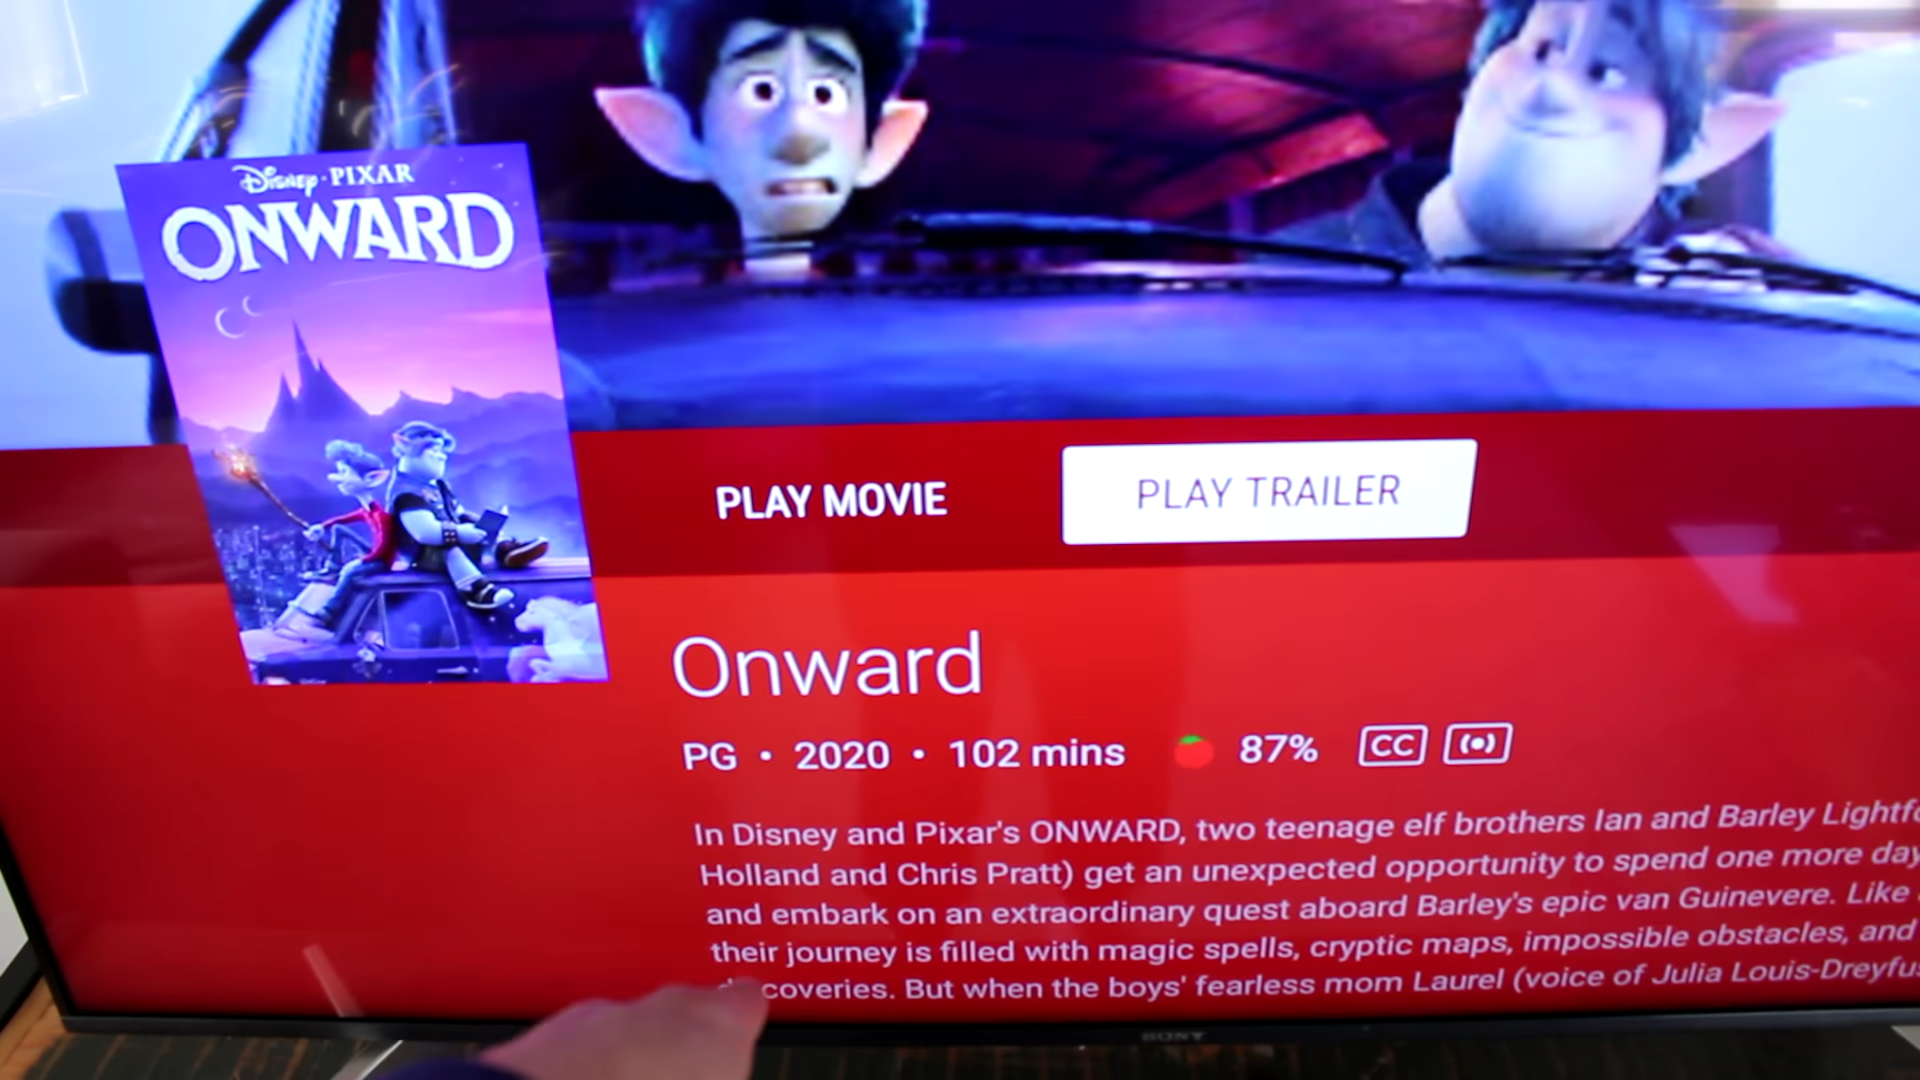 Disney·PIXAR
ONWARD
PLAY MOVIE
PLAY TRAILER
Onward
PG • 2020 • 102 mins 87% CC
In Disney and Pixar's ONWARD, two teenage elf brothers Ian and Barley
Holland and Chris Pratt) get an unexpected opportunity to spend one more day
and embark on an extraordinary quest aboard Barley's epic van Guinevere. Like
their journey is filled with magic spells, cryptic maps, impossible obstacles, and
But when the boys' fearless mom Laurel (voice of Julia
SONY